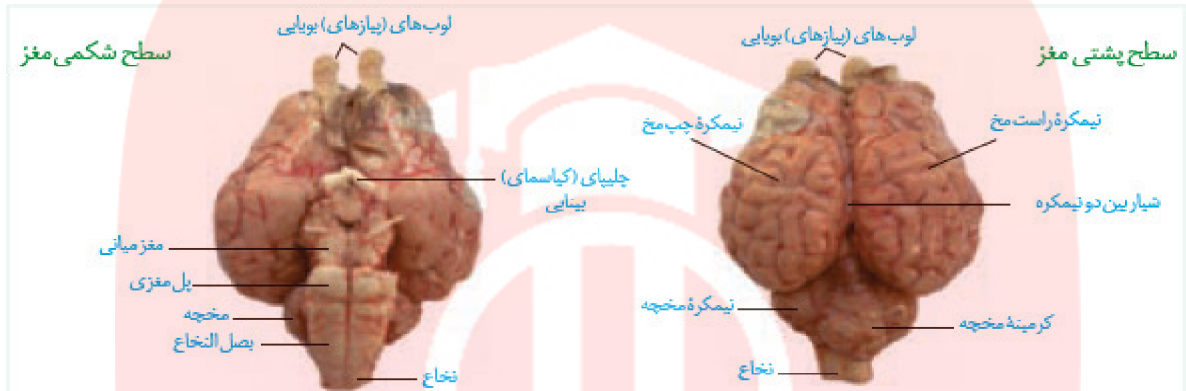 سطح پشتی مغز
لوب‌های (پیازهای) بویایی
نیمکرهٔ چپ مخ
نیمکرهٔ راست مخ
شیار بین دو نیمکره
نیمکرهٔ مخچه
کرمینهٔ مخچه
نخاع
سطح شکمی مغز
لوب‌های (پیازهای) بویایی
چلیپای (کیاسمای)
بینایی
مغز میانی
پل مغزی
مخچه
بصل النخاع
نخاع